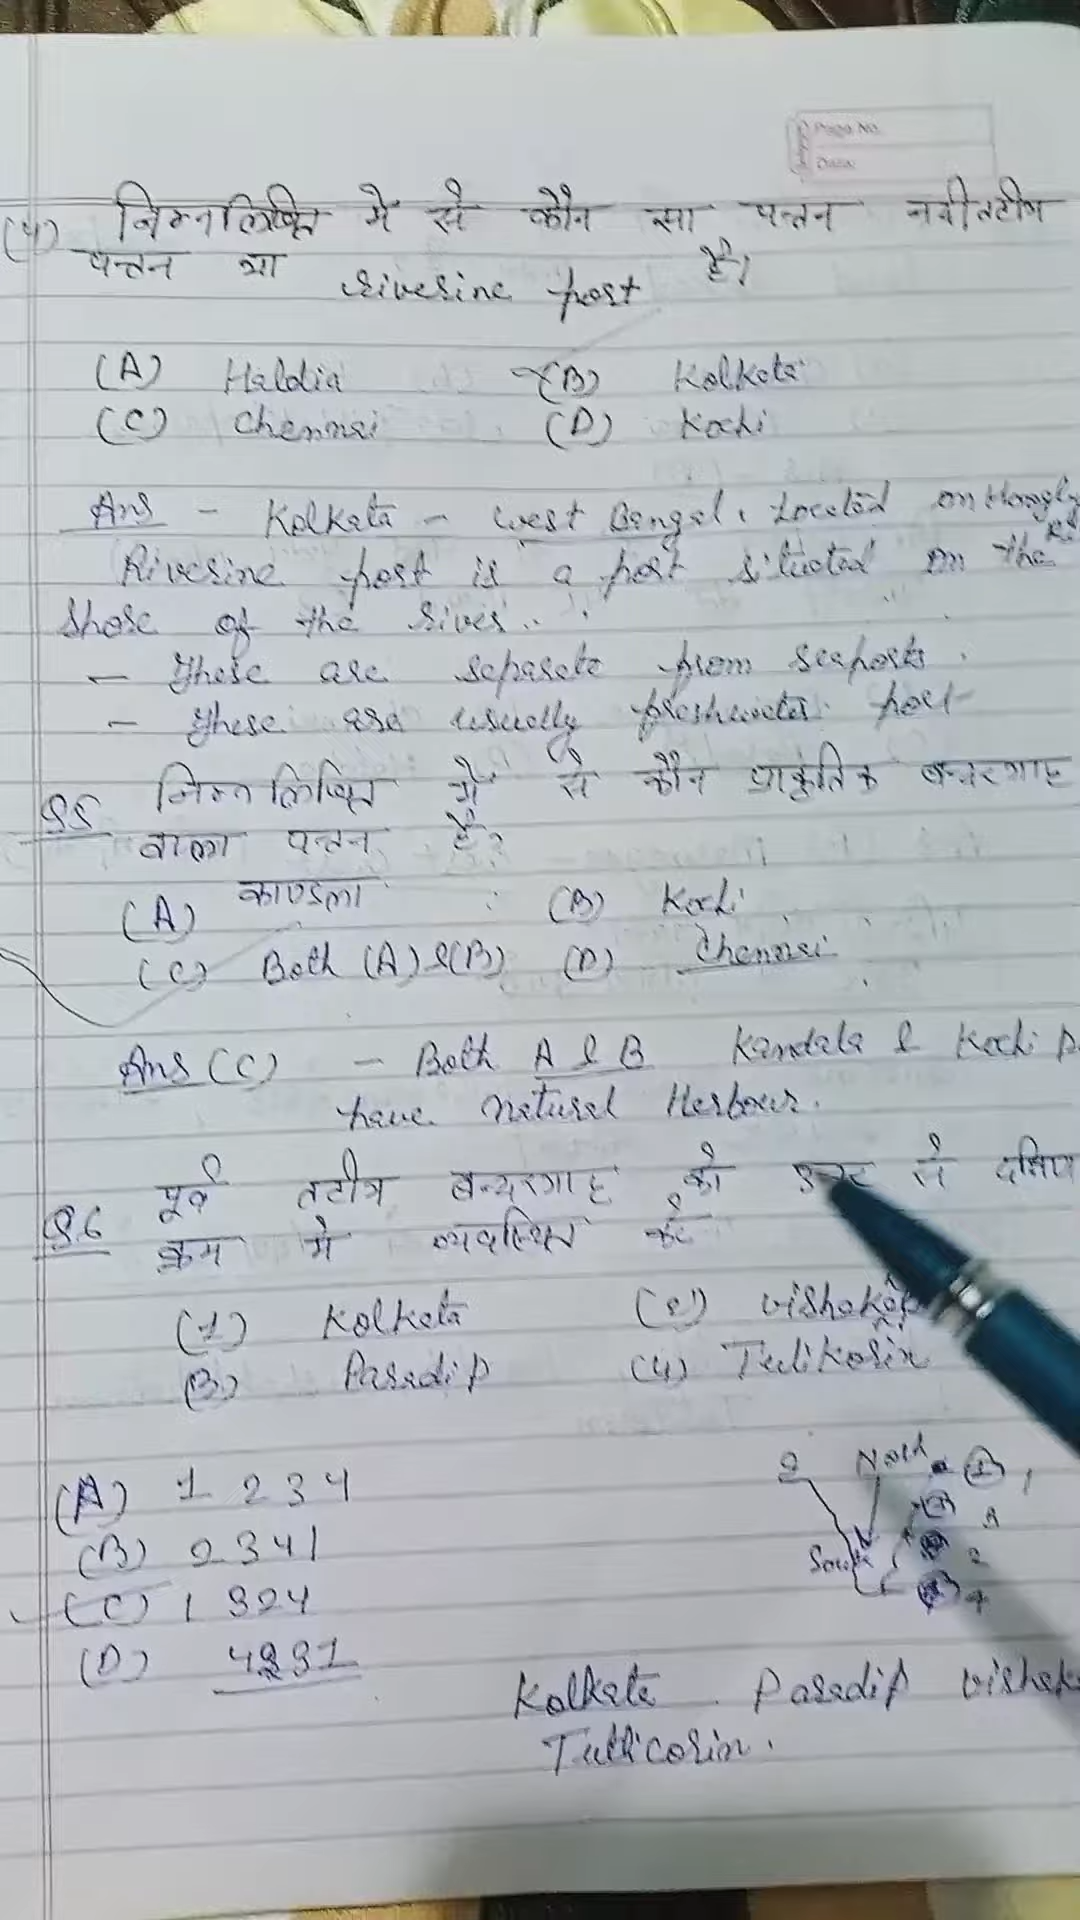 Page No.
Date:
(4) निम्नलिखित मे से कौन सा पत्तन नदीतटीय
पत्तन या riverine port है।
(A) Haldia (B) Kolkata
(C) Chennai (D) Kochi
Ans - Kolkata - West Bengal. Located on Hoogly
Riverine port is a port situated on the
shore of the river.
- These are separate from seaports.
- These are usually freshwater port
Q5 निम्नलिखित में से कौन प्राकृतिक बन्दरगाह
वाला पत्तन है?
(A) काण्डला (B) Kochi
(C) Both (A) & (B) (D) Chennai
Ans (C) - Both A & B Kandala & Kochi
have natural Harbour.
Q6 पूर्व तटीय बन्दरगाह को से दक्षिण
क्रम मे व्यवस्थित करें
(1) Kolkata (2)
(3) Paradip (4) Tutikorin
(A) 1 2 3 4
(B) 2 3 4 1
(C) 1 3 2 4
(D)
North 1
3
South 2
4
Kolkata Paradip
Tutticorin.